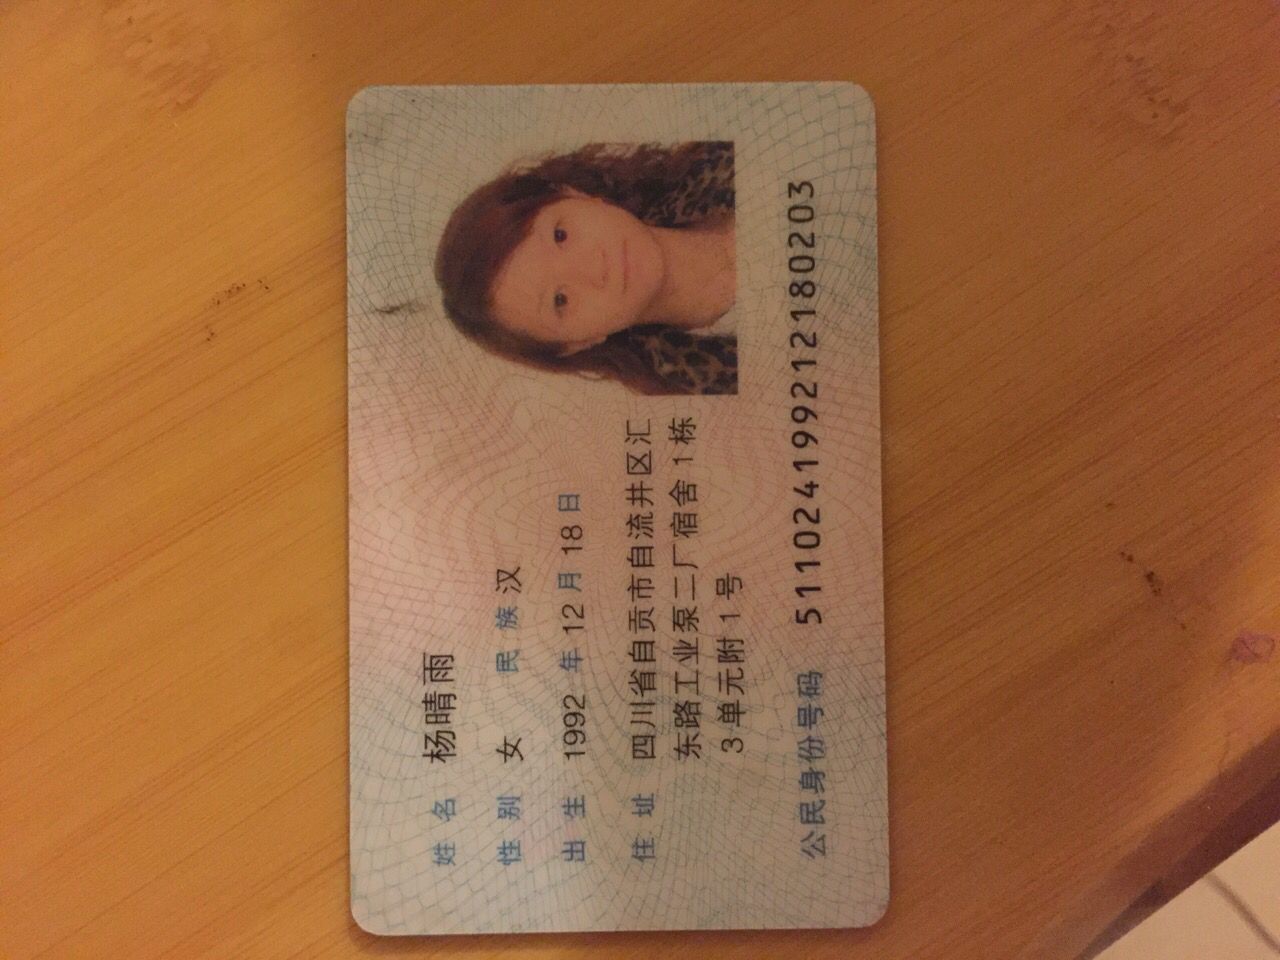 姓名 杨晴雨
性别 女 民族 汉
出生 1992 年 12 月 18 日
住址 四川省自贡市自流井区汇
东路工业泵二厂宿舍1栋
3单元附1号
公民身份号码 511024199212180203